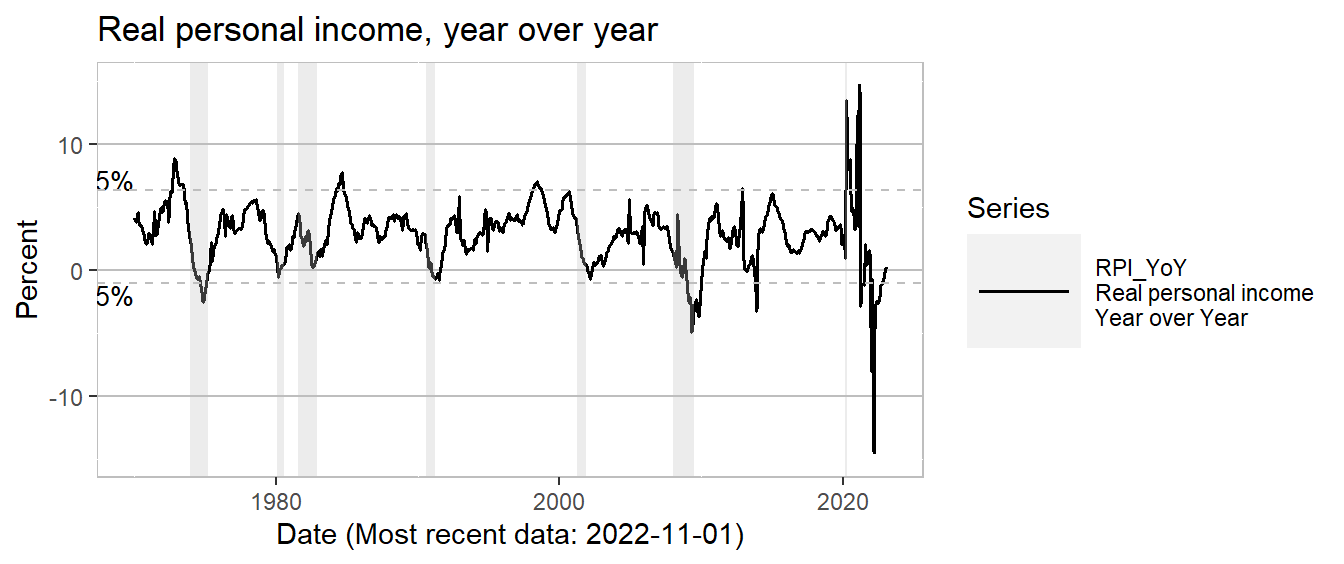 Real personal income, year over year
Percent
10
0
-10
5%
5%
1980
2000
2020
Date (Most recent data: 2022-11-01)
Series
RPI_YoY
Real personal income
Year over Year